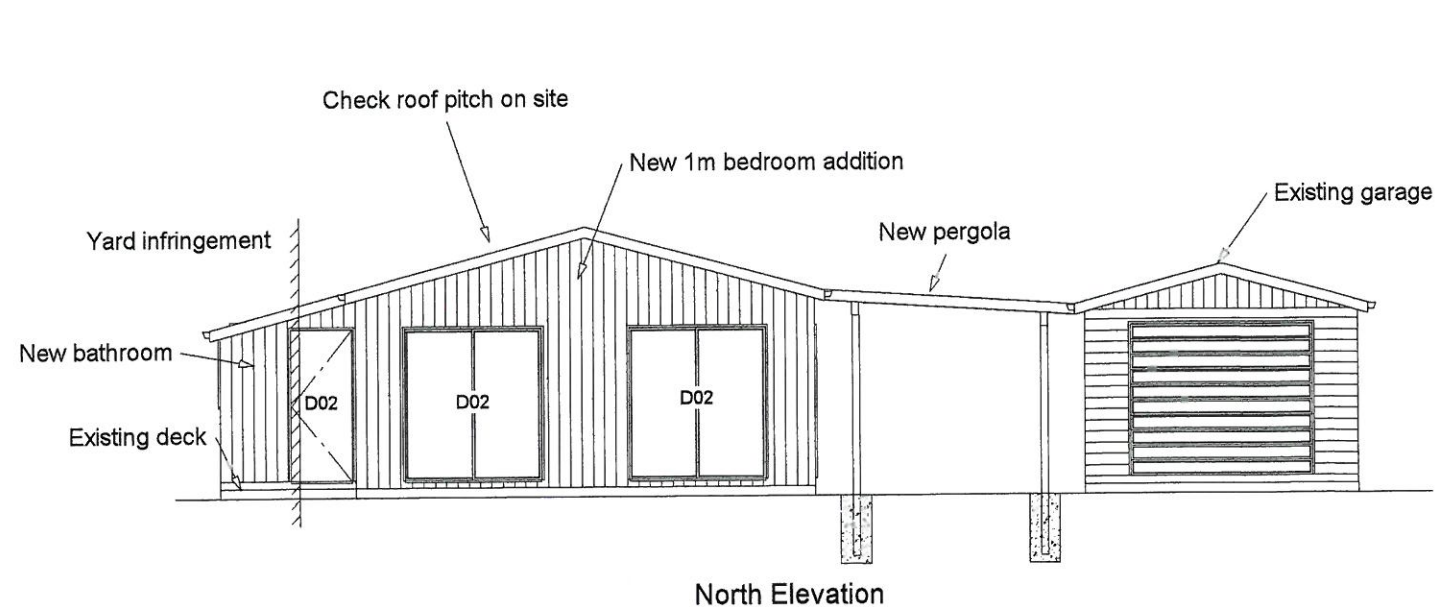 Check roof pitch on site
New 1m bedroom addition
Existing garage
Yard infringement
New pergola
New bathroom
D02
D02
D02
Existing deck
North Elevation